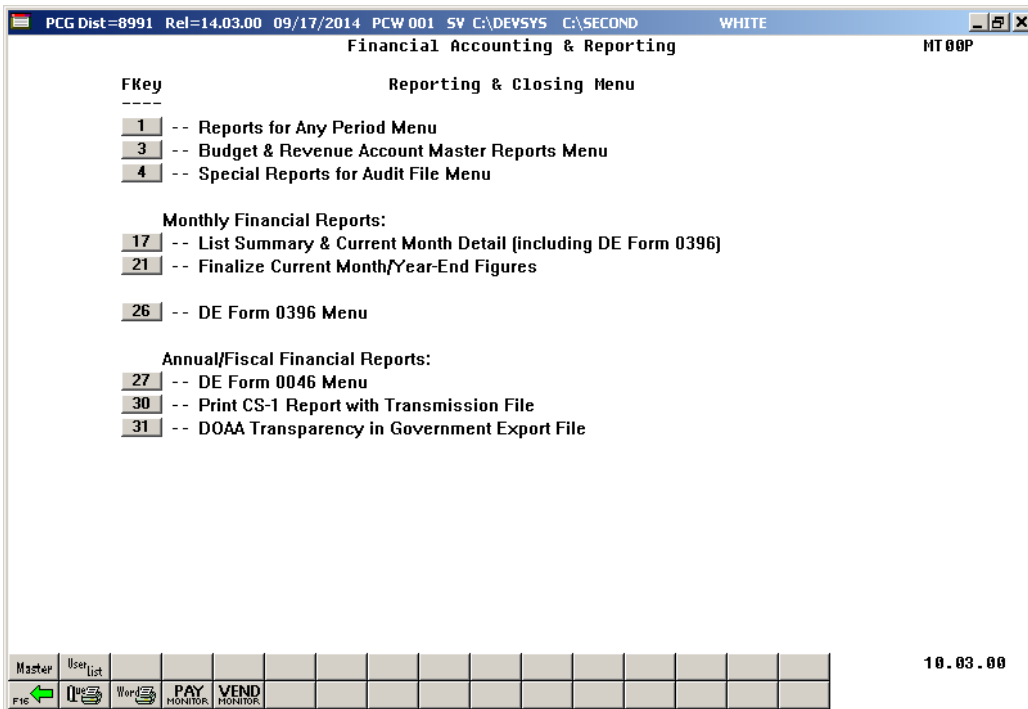 PCG Dist=8991 Rel=14.03.00 09/17/2014 PCW 001 SV C:\DEVSYS C:\SECOND WHITE
Financial Accounting & Reporting MT00P
FKey Reporting & Closing Menu
----
1 -- Reports for Any Period Menu
3 -- Budget & Revenue Account Master Reports Menu
4 -- Special Reports for Audit File Menu
Monthly Financial Reports:
17 -- List Summary & Current Month Detail (including DE Form 0396)
21 -- Finalize Current Month/Year-End Figures
26 -- DE Form 0396 Menu
Annual/Fiscal Financial Reports:
27 -- DE Form 0046 Menu
30 -- Print CS-1 Report with Transmission File
31 -- DOAA Transparency in Government Export File
Master User List 10.03.00
F16 Que Word PAY MONITOR VEND MONITOR